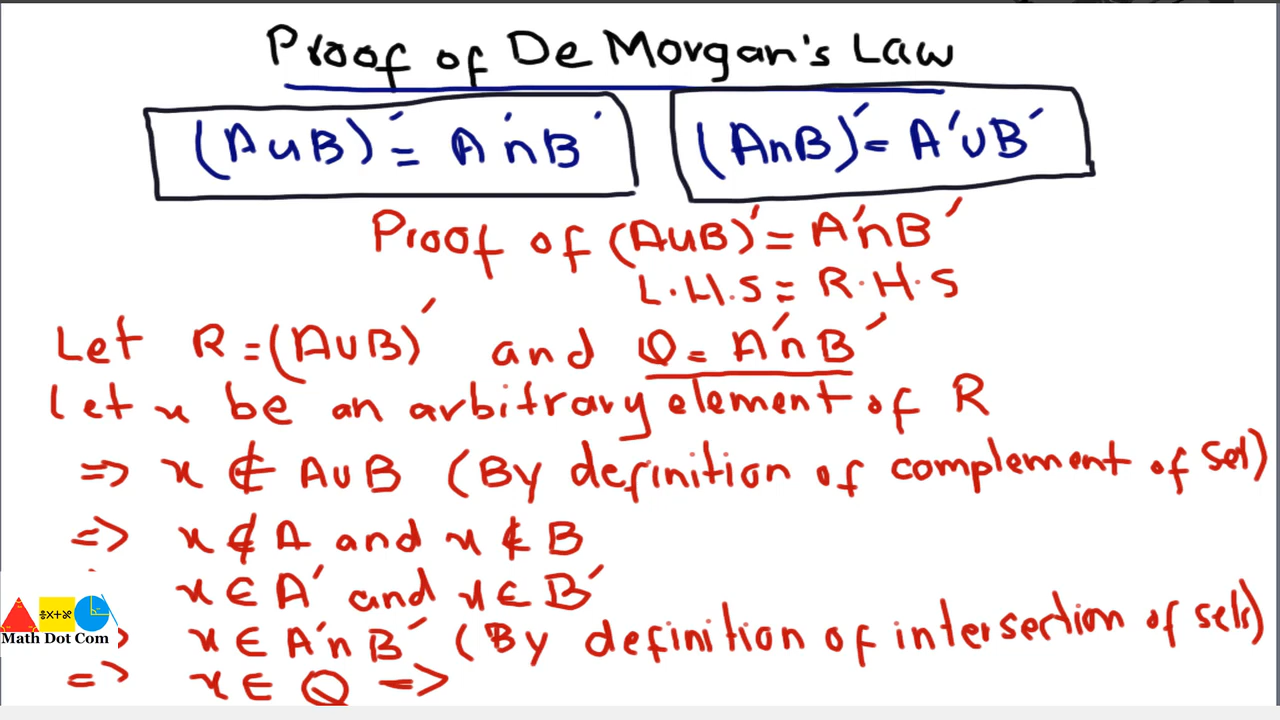 Proof of De Morgan's Law
(A∪B)′ = A′∩B′
(A∩B)′ = A′∪B′
Proof of (A∪B)′ = A′∩B′
L.H.S = R.H.S
Let R = (A∪B)′ and Q = A′∩B′
Let x be an arbitrary element of R
=> x ∉ A∪B (By definition of complement of set)
=> x ∉ A and x ∉ B
x ∈ A′ and x ∈ B′
x ∈ A′∩B′ (By definition of intersection of sets)
=> x ∈ Q =>
÷×+
Math Dot Com